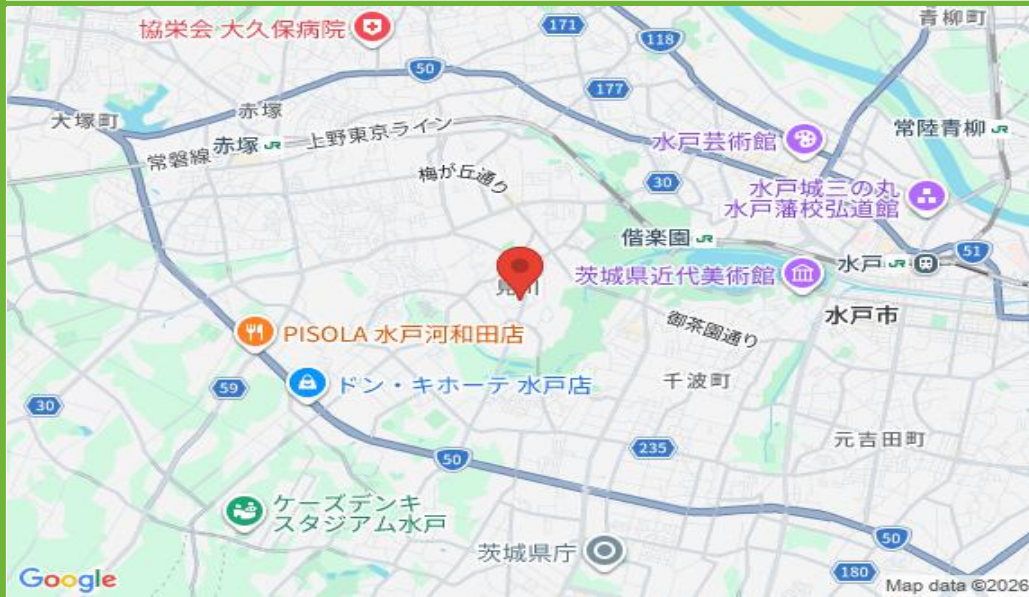 協栄会 大久保病院
171
青柳町
118
50
177
大塚町
赤塚
赤塚 JR
上野東京ライン
常磐線
水戸芸術館
常陸青柳 JR
梅が丘通り
30
水戸城三の丸
水戸藩校弘道館
偕楽園 JR
51
水戸 JR
茨城県近代美術館
水戸市
御茶園通り
PISOLA 水戸河和田店
59
ドン・キホーテ 水戸店
千波町
30
元吉田町
235
50
ケーズデンキ
スタジアム水戸
50
茨城県庁
180
Google
Map data ©2026